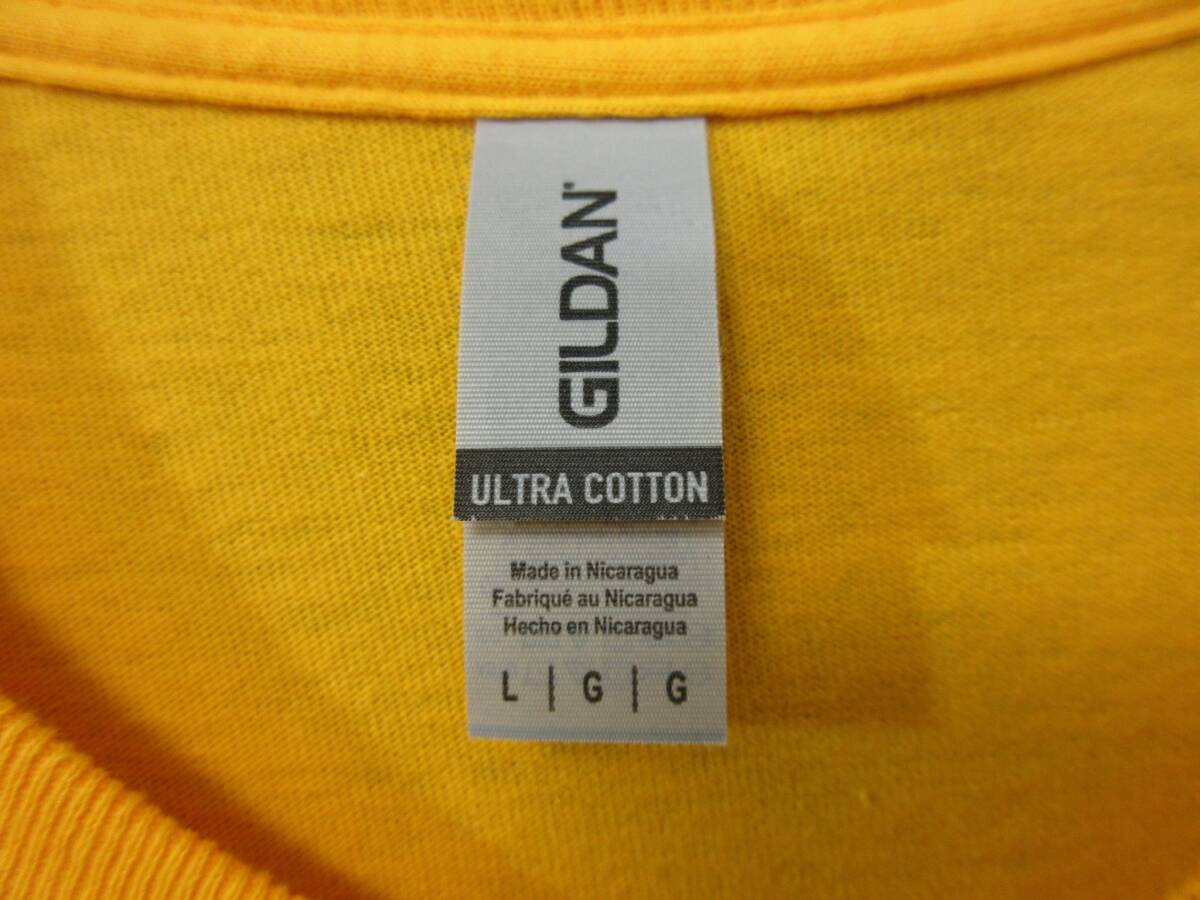 GILDAN
ULTRA COTTON
Made in Nicaragua
Fabriqué au Nicaragua
Hecho en Nicaragua
L | G | G